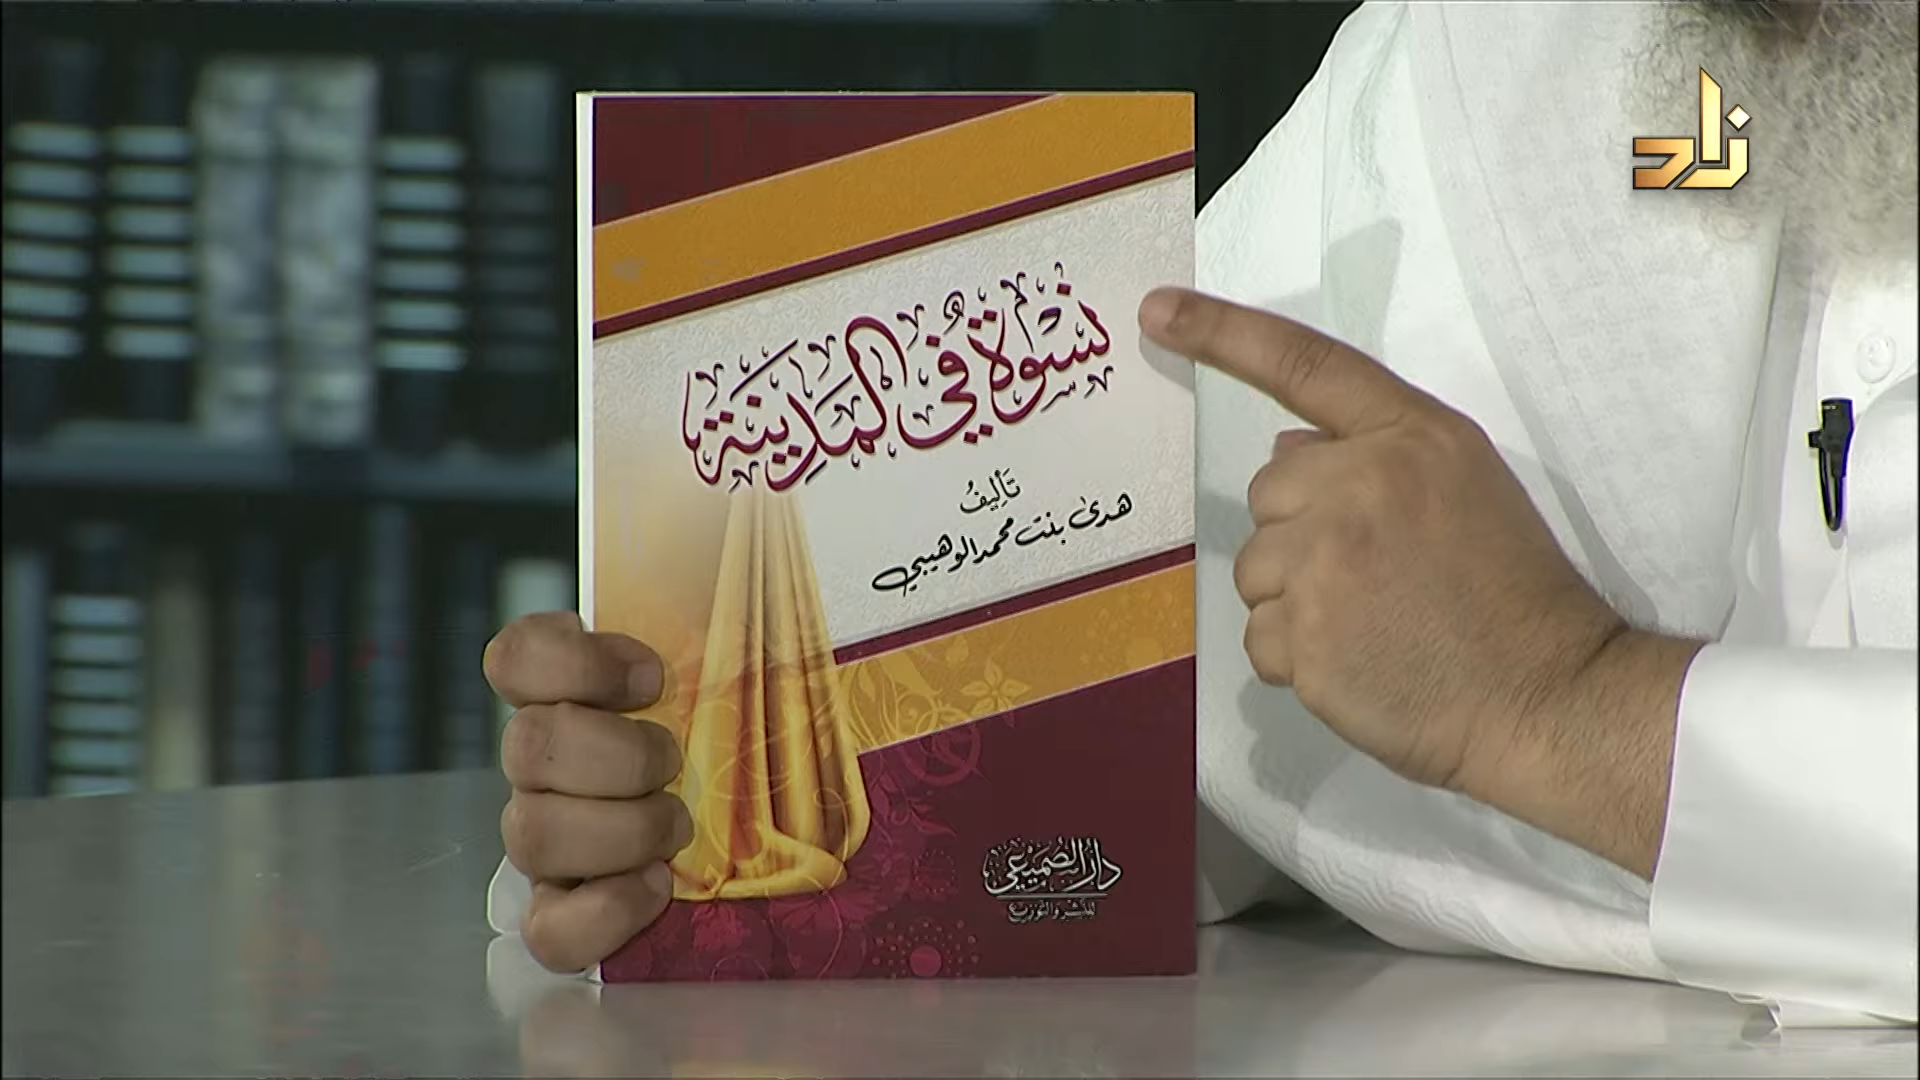 زاد
نسوة في المدينة
تأليف
هدى بنت محمد الوهيبي
دار الصميعي
للنشر والتوزيع